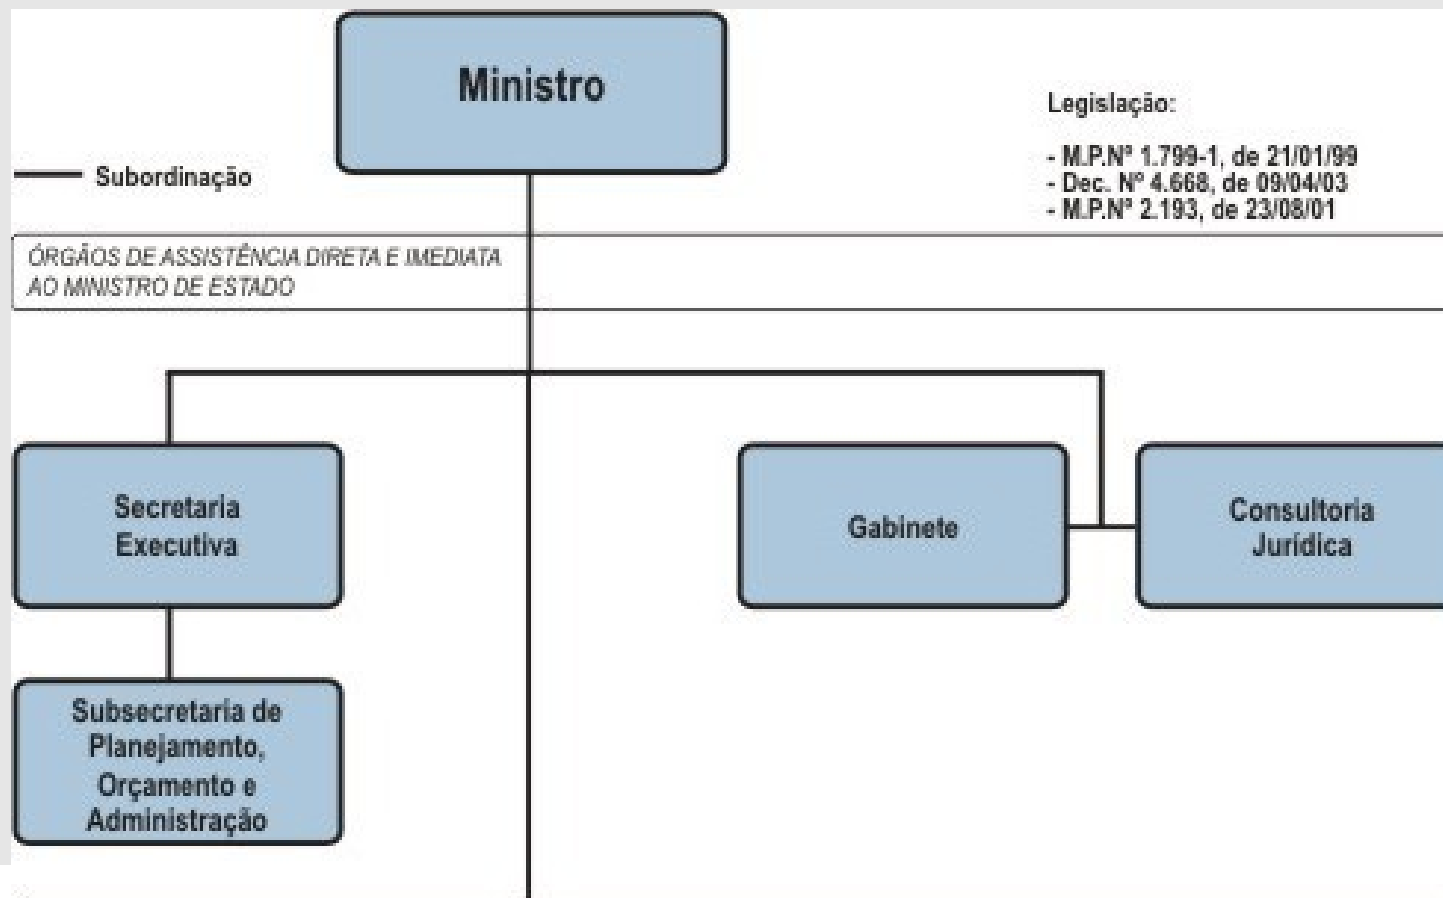 Ministro
Legislação:
- M.P.Nº 1.799-1, de 21/01/99
- Dec. Nº 4.668, de 09/04/03
- M.P.Nº 2.193, de 23/08/01
Subordinação
ÓRGÃOS DE ASSISTÊNCIA DIRETA E IMEDIATA
AO MINISTRO DE ESTADO
Secretaria
Executiva
Gabinete
Consultoria
Jurídica
Subsecretaria de
Planejamento,
Orçamento e
Administração